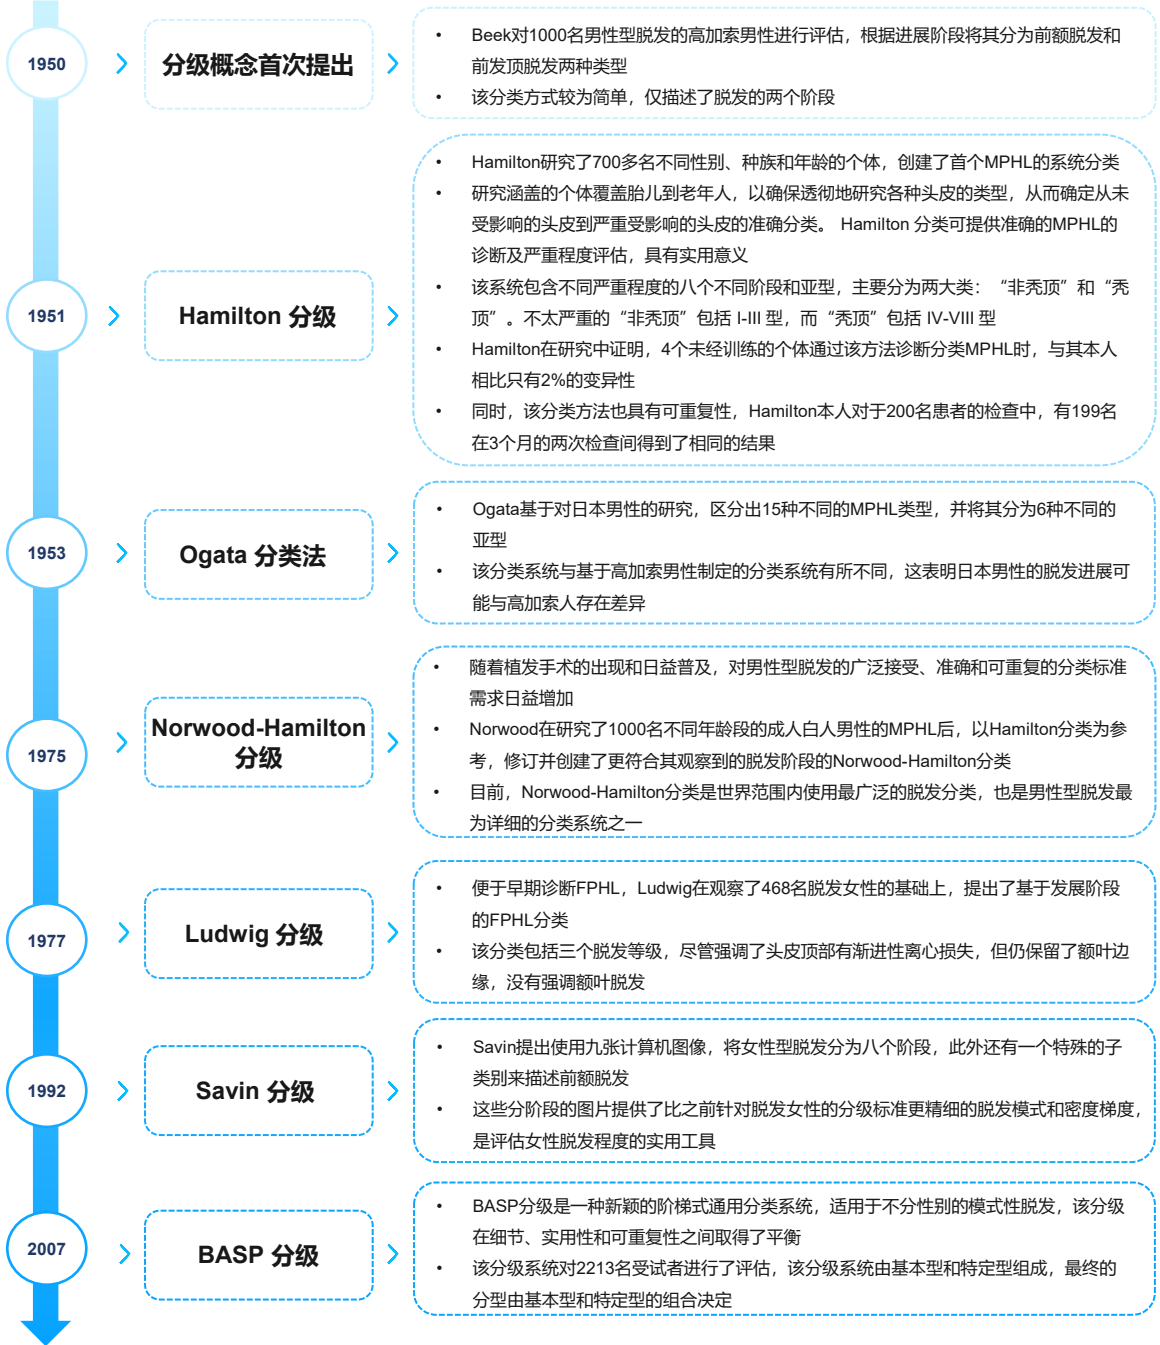 1950
分级概念首次提出
• Beek对1000名男性型脱发的高加索男性进行评估，根据进展阶段将其分为前额脱发和
前发顶脱发两种类型
• 该分类方式较为简单，仅描述了脱发的两个阶段
1951
Hamilton 分级
• Hamilton研究了700多名不同性别、种族和年龄的个体，创建了首个MPHL的系统分类
• 研究涵盖的个体覆盖胎儿到老年人，以确保透彻地研究各种头皮的类型，从而确定从未
受影响的头皮到严重受影响的头皮的准确分类。 Hamilton 分类可提供准确的MPHL的
诊断及严重程度评估，具有实用意义
• 该系统包含不同严重程度的八个不同阶段和亚型，主要分为两大类：“非秃顶”和“秃
顶”。不太严重的“非秃顶”包括 I-III 型，而“秃顶”包括 IV-VIII 型
• Hamilton在研究中证明，4个未经训练的个体通过该方法诊断分类MPHL时，与其本人
相比只有2%的变异性
• 同时，该分类方法也具有可重复性，Hamilton本人对于200名患者的检查中，有199名
在3个月的两次检查间得到了相同的结果
1953
Ogata 分类法
• Ogata基于对日本男性的研究，区分出15种不同的MPHL类型，并将其分为6种不同的
亚型
• 该分类系统与基于高加索男性制定的分类系统有所不同，这表明日本男性的脱发进展可
能与高加索人存在差异
1975
Norwood-Hamilton
分级
• 随着植发手术的出现和日益普及，对男性型脱发的广泛接受、准确和可重复的分类标准
需求日益增加
• Norwood在研究了1000名不同年龄段的成人白人男性的MPHL后，以Hamilton分类为参
考，修订并创建了更符合其观察到的脱发阶段的Norwood-Hamilton分类
• 目前，Norwood-Hamilton分类是世界范围内使用最广泛的脱发分类，也是男性型脱发最
为详细的分类系统之一
1977
Ludwig 分级
• 便于早期诊断FPHL，Ludwig在观察了468名脱发女性的基础上，提出了基于发展阶段
的FPHL分类
• 该分类包括三个脱发等级，尽管强调了头皮顶部有渐进性离心损失，但仍保留了额叶边
缘，没有强调额叶脱发
1992
Savin 分级
• Savin提出使用九张计算机图像，将女性型脱发分为八个阶段，此外还有一个特殊的子
类别来描述前额脱发
• 这些分阶段的图片提供了比之前针对脱发女性的分级标准更精细的脱发模式和密度梯度，
是评估女性脱发程度的实用工具
2007
BASP 分级
• BASP分级是一种新颖的阶梯式通用分类系统，适用于不分性别的模式性脱发，该分级
在细节、实用性和可重复性之间取得了平衡
• 该分级系统对2213名受试者进行了评估，该分级系统由基本型和特定型组成，最终的
分型由基本型和特定型的组合决定